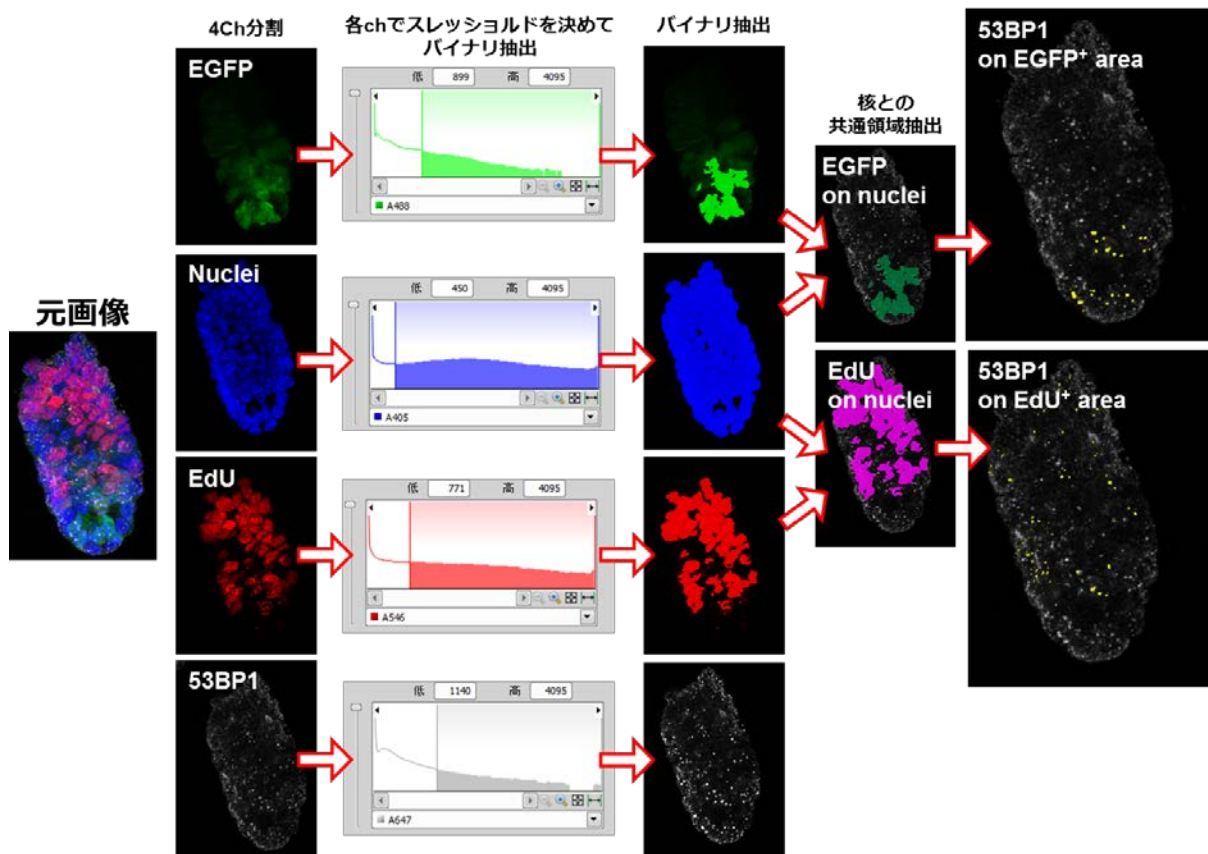 4Ch分割
各chでスレッショルドを決めて
バイナリ抽出
バイナリ抽出
元画像
EGFP
低 899 高 4095
A488
Nuclei
低 450 高 4095
A405
EdU
低 771 高 4095
A546
53BP1
低 1140 高 4095
A647
核との
共通領域抽出
EGFP
on nuclei
EdU
on nuclei
53BP1
on EGFP⁺ area
53BP1
on EdU⁺ area